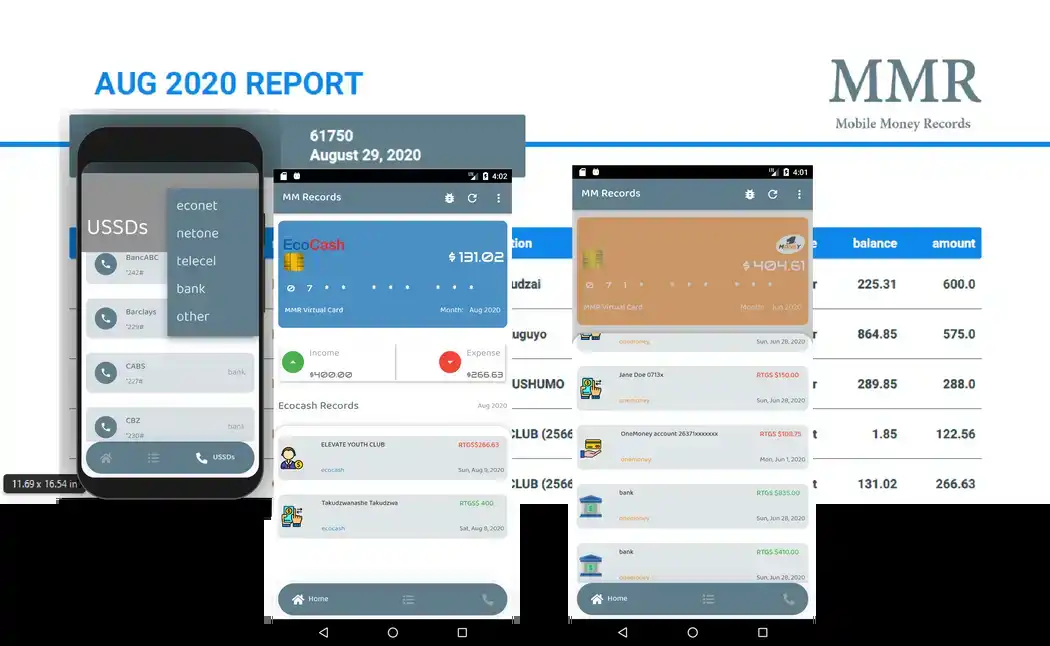 AUG 2020 REPORT
MMR
Mobile Money Records
61750
August 29, 2020
tion
e
balance
amount
udzai
r
225.31
600.0
uguyo
r
864.85
575.0
USHUMO
r
289.85
288.0
CLUB (2566
t
1.85
122.56
CLUB (2566
t
131.02
266.63
USSDs
econet
netone
telecel
bank
other
BancABC
*242#
Barclays
*229#
CABS
*227#
bank
CBZ
*230#
bank
USSDs
11.69 x 16.54 in
4:02
MM Records
EcoCash
$ 131.02
0 7 * * * * * * * *
MMR Virtual Card
Month: Aug 2020
Income
$400.00
Expense
$266.63
Ecocash Records
Aug 2020
ELEVATE YOUTH CLUB
RTGS$266.63
ecocash
Sun, Aug 9, 2020
Takudzwanashe Takudzwa
RTGS$ 400
ecocash
Sat, Aug 8, 2020
Home
4:01
MM Records
MONEY
$ 404.61
0 7 1 * * * * * * *
MMR Virtual Card
Month: Jun 2020
onemoney
Sun, Jun 28, 2020
Jane Doe 0713x
RTGS $150.00
onemoney
Sun, Jun 28, 2020
OneMoney account 26371xxxxxxx
RTGS $108.75
onemoney
Mon, Jun 1, 2020
bank
RTGS $835.00
onemoney
Sun, Jun 28, 2020
bank
RTGS $410.00
onemoney
Sun, Jun 28, 2020
Home